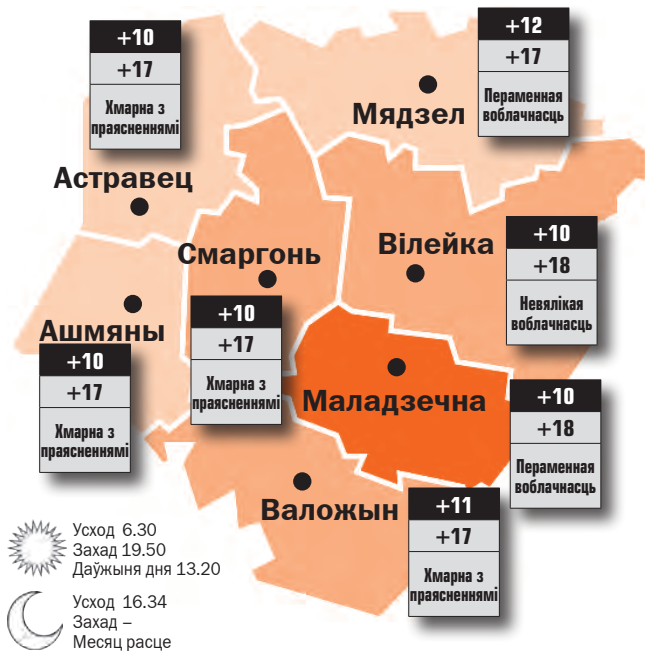 +10
+17
Хмарна з
праясненнямі
+12
+17
Пераменная
воблачнасць
Мядзел
Астравец
Смаргонь
Вілейка
+10
+18
Невялікая
воблачнасць
Ашмяны
+10
+17
Хмарна з
праясненнямі
+10
+17
Хмарна з
праясненнямі
Маладзечна
+10
+18
Пераменная
воблачнасць
Валожын
+11
+17
Хмарна з
праясненнямі
Усход 6.30
Захад 19.50
Даўжыня дня 13.20
Усход 16.34
Захад –
Месяц расце